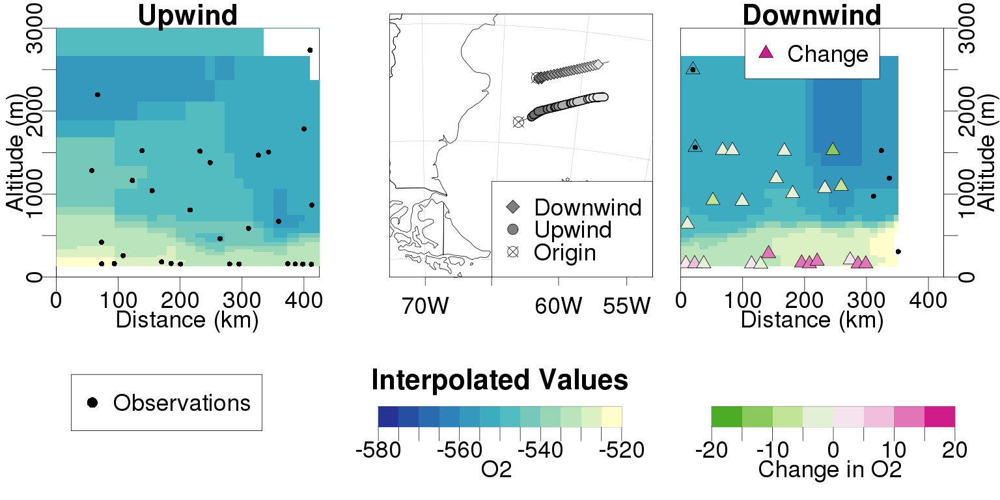 Upwind
3000
2000
1000
0
Altitude (m)
0 100 200 300 400
Distance (km)
Downwind
Upwind
Origin
70W 60W 55W
Downwind
Change
3000
2000
1000
0
Altitude (m)
0 100 200 300 400
Distance (km)
Observations
Interpolated Values
-580 -560 -540 -520
O2
-20 -10 0 10 20
Change in O2